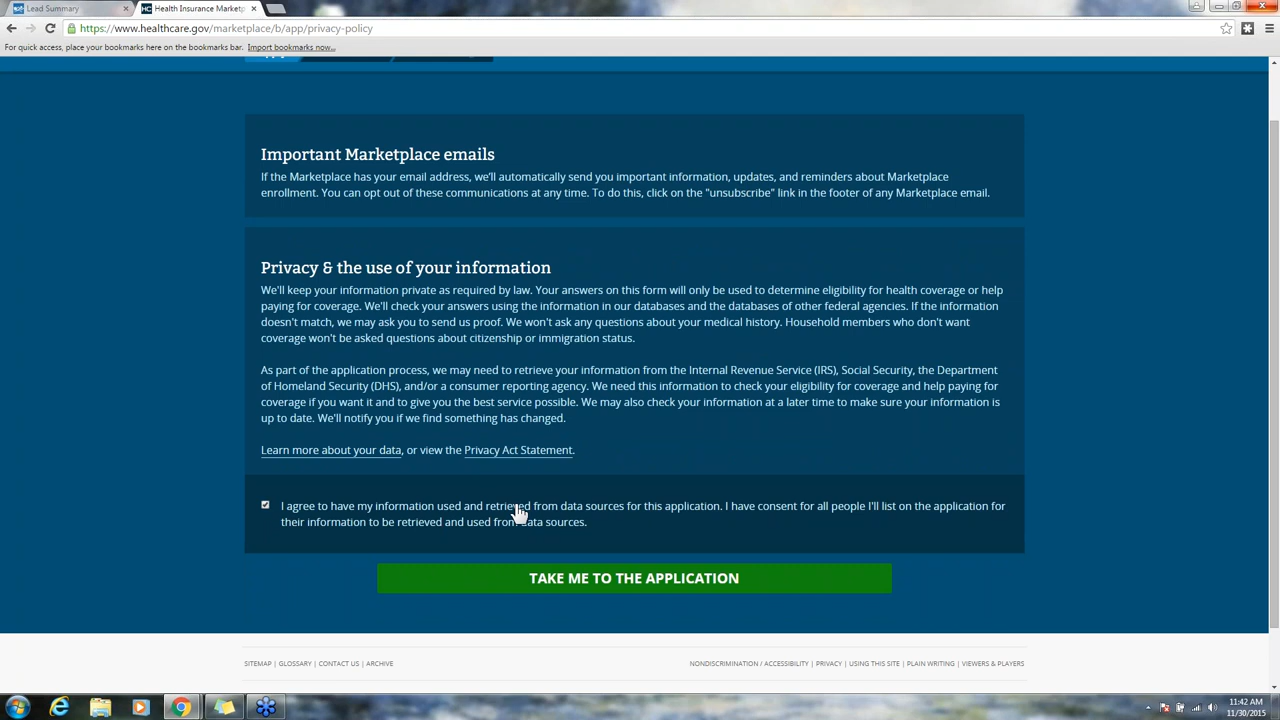 Lead Summary
Health Insurance Marketp
https://www.healthcare.gov/marketplace/b/app/privacy-policy
For quick access, place your bookmarks here on the bookmarks bar. Import bookmarks now...
Important Marketplace emails
If the Marketplace has your email address, we'll automatically send you important information, updates, and reminders about Marketplace
enrollment. You can opt out of these communications at any time. To do this, click on the "unsubscribe" link in the footer of any Marketplace email.
Privacy & the use of your information
We'll keep your information private as required by law. Your answers on this form will only be used to determine eligibility for health coverage or help
paying for coverage. We'll check your answers using the information in our databases and the databases of other federal agencies. If the information
doesn't match, we may ask you to send us proof. We won't ask any questions about your medical history. Household members who don't want
coverage won't be asked questions about citizenship or immigration status.
As part of the application process, we may need to retrieve your information from the Internal Revenue Service (IRS), Social Security, the Department
of Homeland Security (DHS), and/or a consumer reporting agency. We need this information to check your eligibility for coverage and help paying for
coverage if you want it and to give you the best service possible. We may also check your information at a later time to make sure your information is
up to date. We'll notify you if we find something has changed.
Learn more about your data, or view the Privacy Act Statement.
I agree to have my information used and retrieved from data sources for this application. I have consent for all people I'll list on the application for
their information to be retrieved and used from data sources.
TAKE ME TO THE APPLICATION
SITEMAP | GLOSSARY | CONTACT US | ARCHIVE
NONDISCRIMINATION / ACCESSIBILITY | PRIVACY | USING THIS SITE | PLAIN WRITING | VIEWERS & PLAYERS
11:42 AM
11/30/2015